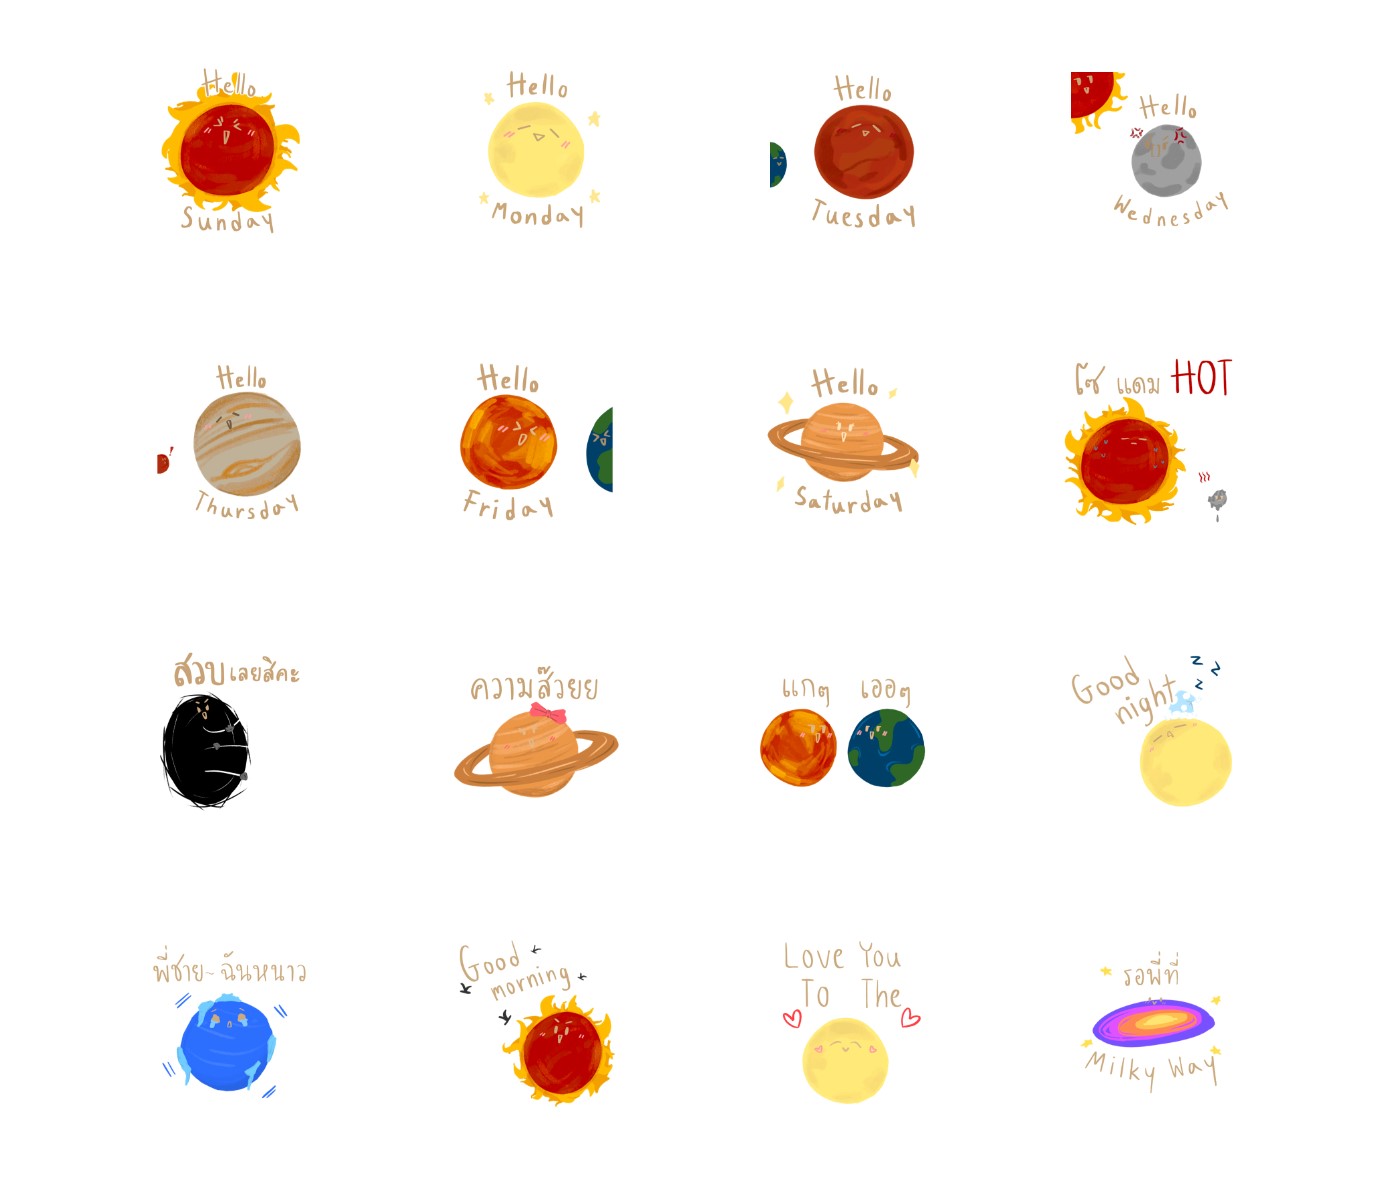 Hello
Sunday
Hello
Monday
Hello
Tuesday
Hello
Wednesday
Hello
Thursday
Hello
Friday
Hello
Saturday
โซ แดม HOT
สวบ เลยสิคะ
ความส๊วยย
แกๆ
เออๆ
Good
night
z z z
พี่ชาย~ ฉันหนาว
Good
morning
Love You
To The
รอพี่ที่
Milky Way